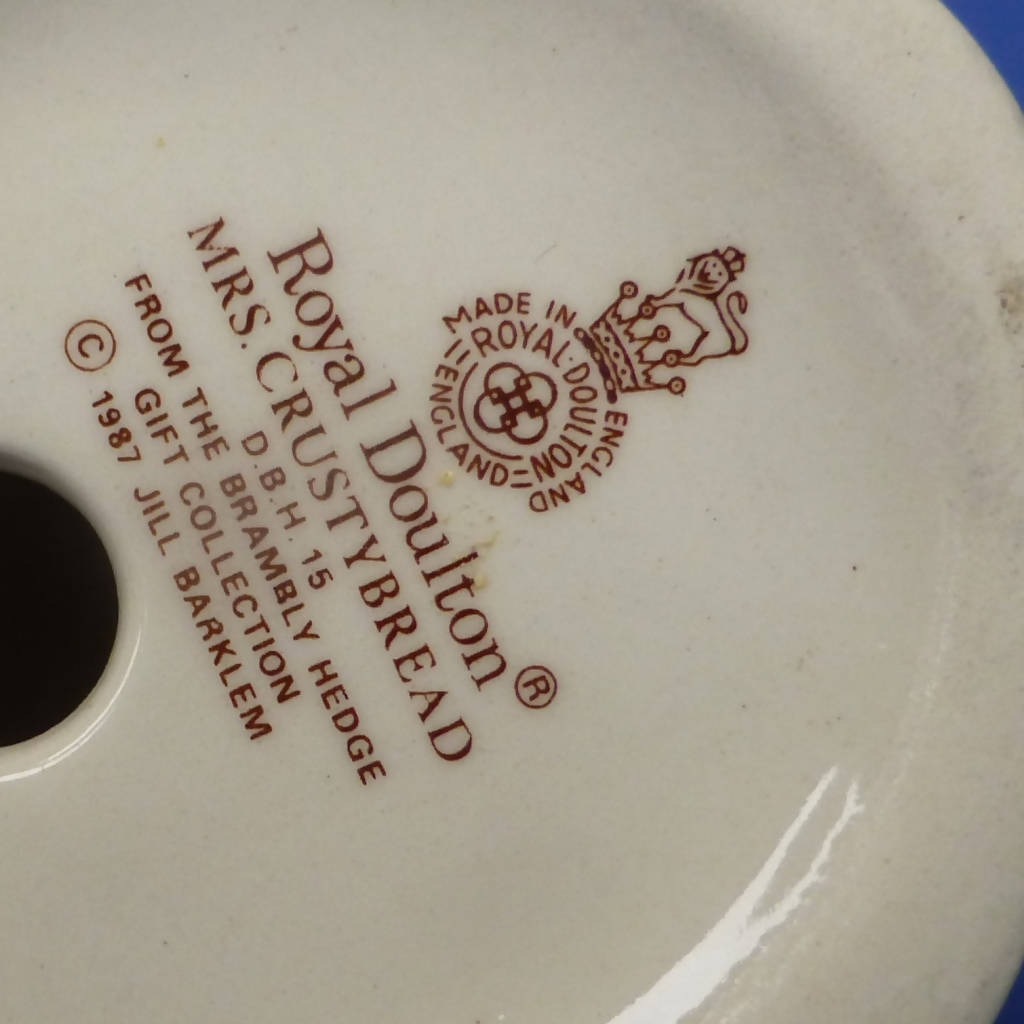 MADE IN ENGLAND
ROYAL·DOULTON
ENGLAND
Royal Doulton ®
MRS. CRUSTYBREAD
D.B.H. 15
FROM THE BRAMBLY HEDGE
GIFT COLLECTION
© 1987 JILL BARKLEM